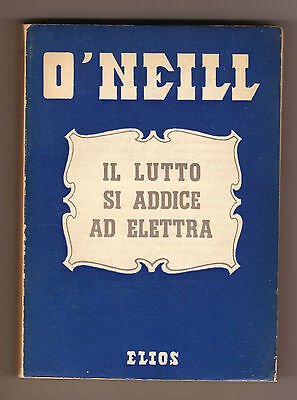 O'NEILL
IL LUTTO
SI ADDICE
AD ELETTRA
ELIOS